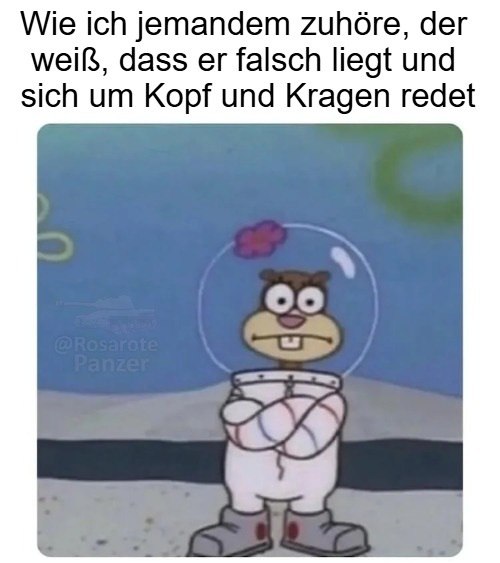 Wie ich jemandem zuhöre, der
weiß, dass er falsch liegt und
sich um Kopf und Kragen redet
@Rosarote
Panzer